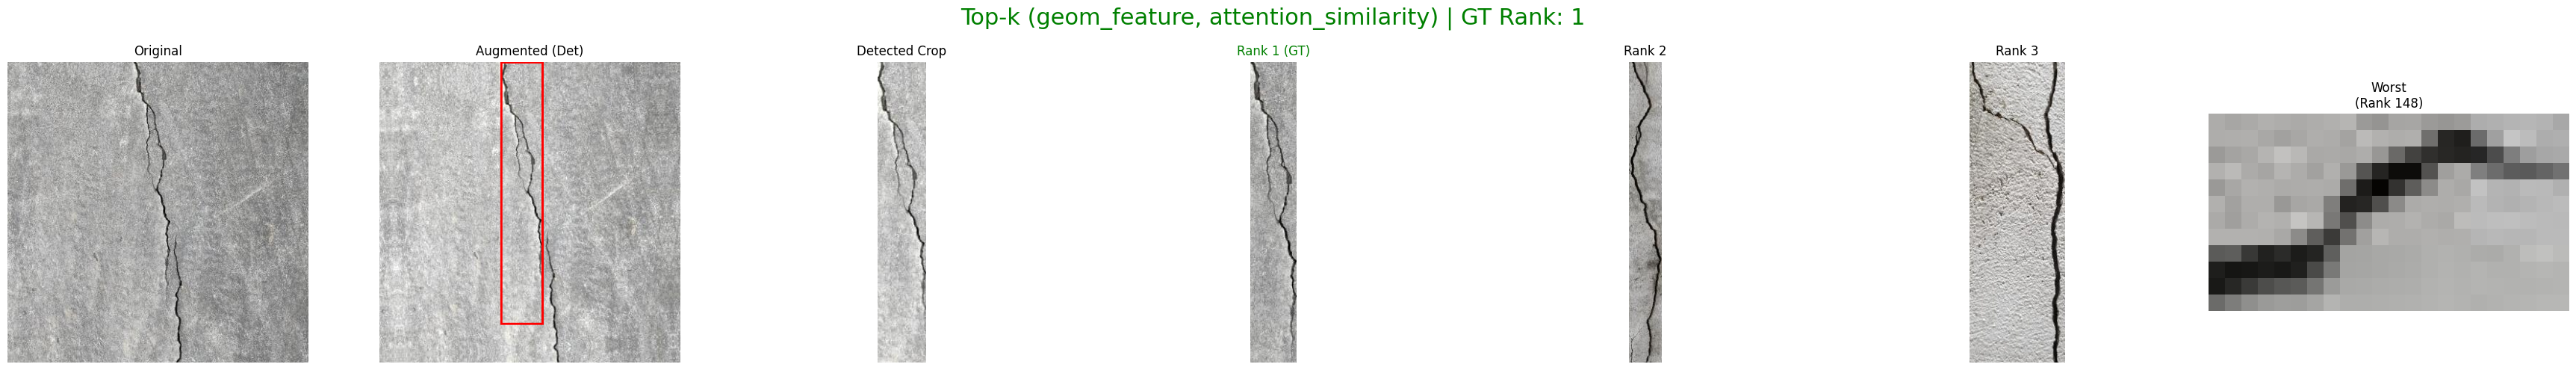 Top-k (geom_feature, attention_similarity) | GT Rank: 1
Original
Augmented (Det)
Detected Crop
Rank 1 (GT)
Rank 2
Rank 3
Worst
(Rank 148)